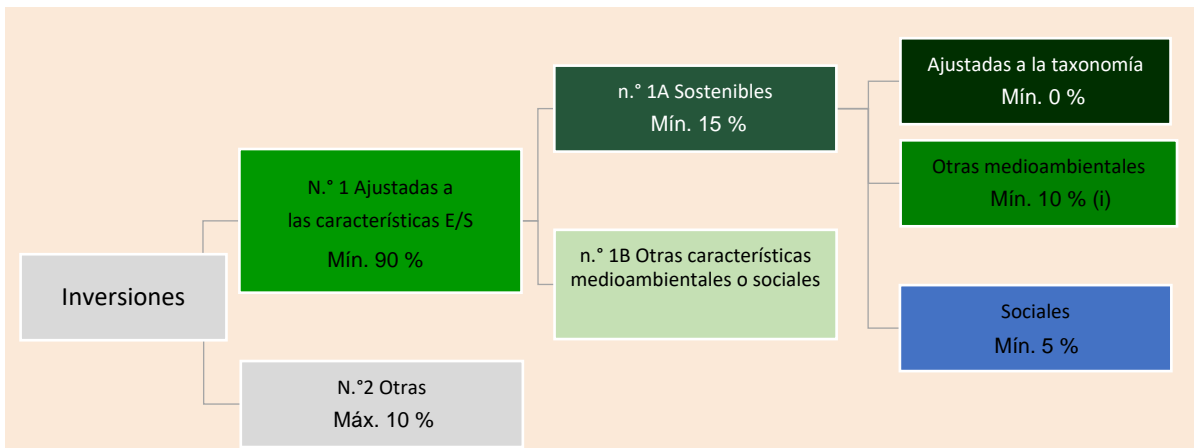 Inversiones
N.° 1 Ajustadas a
las características E/S
Mín. 90 %
N.°2 Otras
Máx. 10 %
n.° 1A Sostenibles
Mín. 15 %
n.° 1B Otras características
medioambientales o sociales
Ajustadas a la taxonomía
Mín. 0 %
Otras medioambientales
Mín. 10 % (i)
Sociales
Mín. 5 %